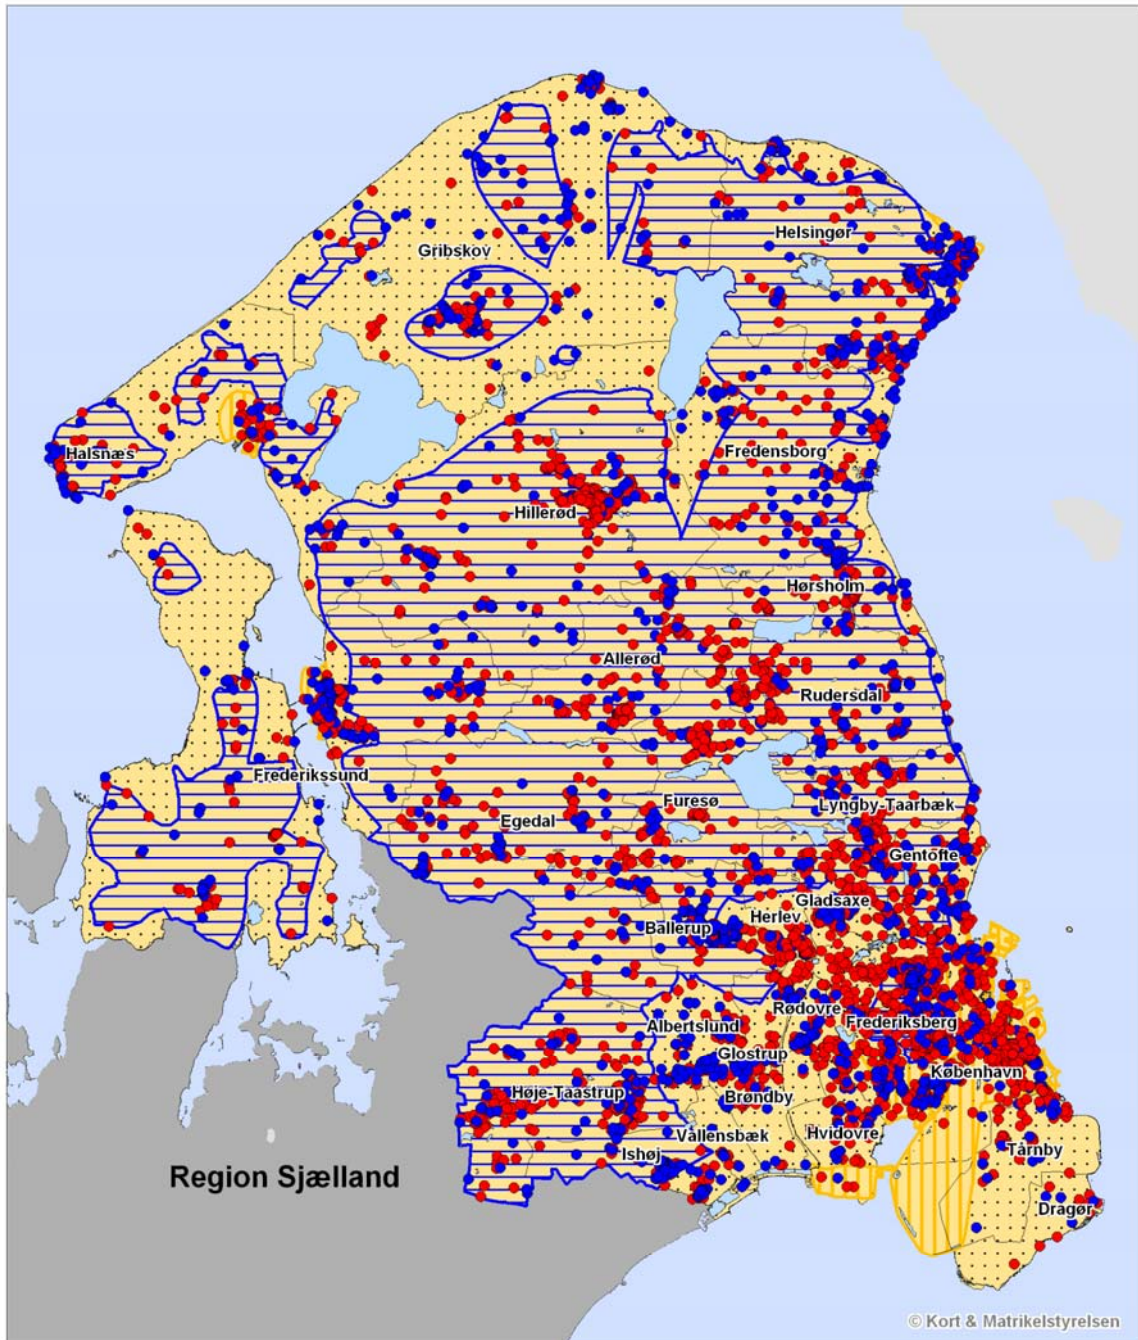 Helsingør
Gribskov
Halsnæs
Fredensborg
Hillerød
Hørsholm
Allerød
Rudersdal
Frederikssund
Furesø
Lyngby-Taarbæk
Egedal
Gentofte
Gladsaxe
Herlev
Ballerup
Rødovre
Frederiksberg
Albertslund
Glostrup
København
Høje-Taastrup
Brøndby
Vallensbæk
Hvidovre
Ishøj
Tårnby
Region Sjælland
Dragør
© Kort & Matrikelstyrelsen